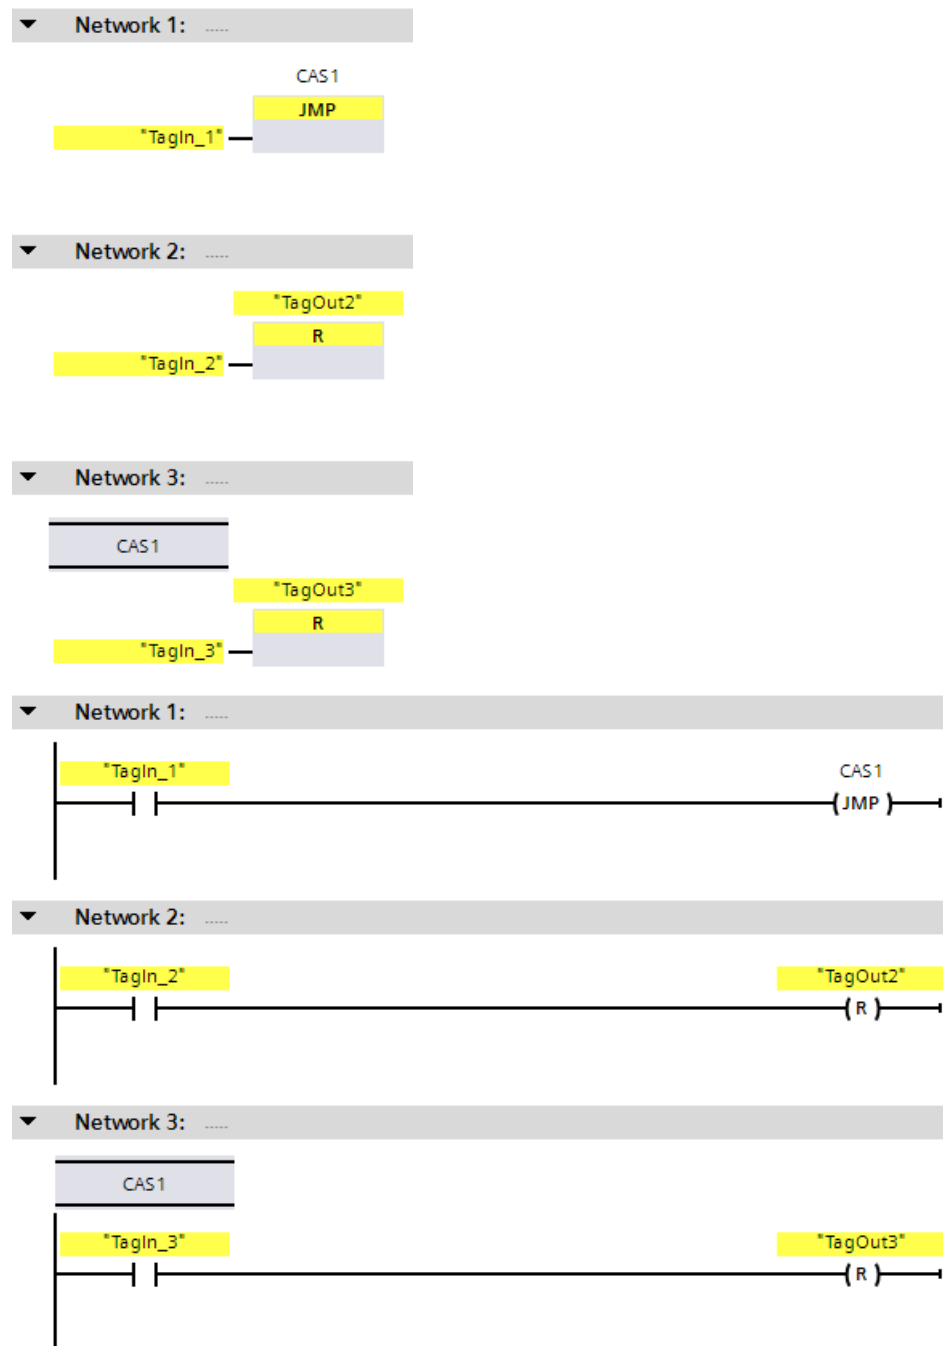 Network 1: .....
CAS1
JMP
"TagIn_1"
Network 2: .....
"TagOut2"
R
"TagIn_2"
Network 3: .....
CAS1
"TagOut3"
R
"TagIn_3"
Network 1: .....
"TagIn_1" CAS1
JMP
Network 2: .....
"TagIn_2" "TagOut2"
R
Network 3: .....
CAS1
"TagIn_3" "TagOut3"
R